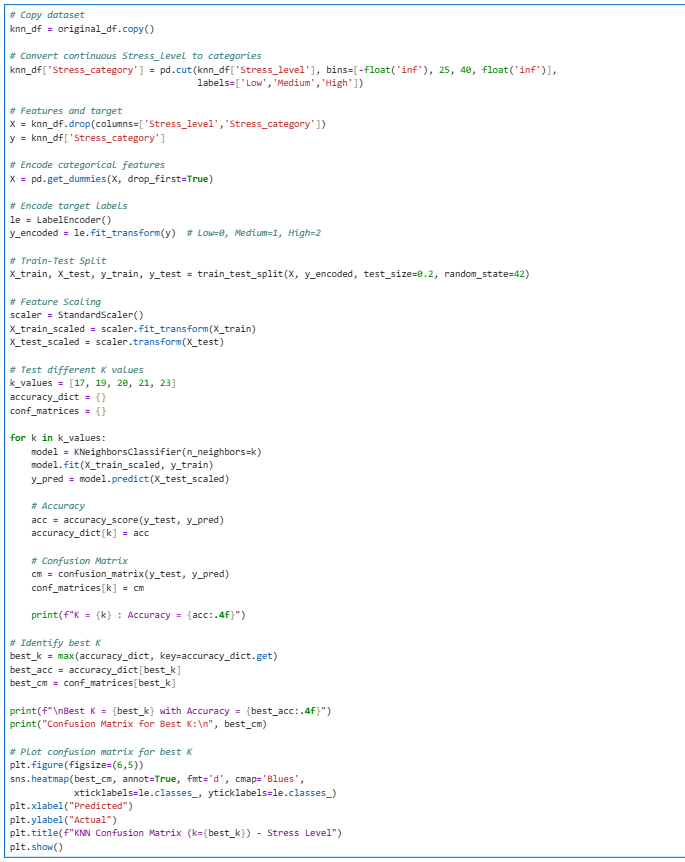 # Copy dataset
knn_df = original_df.copy()
# Convert continuous Stress_level to categories
knn_df['Stress_category'] = pd.cut(knn_df['Stress_level'], bins=[-float('inf'), 25, 40, float('inf')],
labels=['Low','Medium','High'])
# Features and target
X = knn_df.drop(columns=['Stress_level','Stress_category'])
y = knn_df['Stress_category']
# Encode categorical features
X = pd.get_dummies(X, drop_first=True)
# Encode target labels
le = LabelEncoder()
y_encoded = le.fit_transform(y)  # Low=0, Medium=1, High=2
# Train-Test Split
X_train, X_test, y_train, y_test = train_test_split(X, y_encoded, test_size=0.2, random_state=42)
# Feature Scaling
scaler = StandardScaler()
X_train_scaled = scaler.fit_transform(X_train)
X_test_scaled = scaler.transform(X_test)
# Test different K values
k_values = [17, 19, 20, 21, 23]
accuracy_dict = {}
conf_matrices = {}
for k in k_values:
model = KNeighborsClassifier(n_neighbors=k)
model.fit(X_train_scaled, y_train)
y_pred = model.predict(X_test_scaled)
# Accuracy
acc = accuracy_score(y_test, y_pred)
accuracy_dict[k] = acc
# Confusion Matrix
cm = confusion_matrix(y_test, y_pred)
conf_matrices[k] = cm
print(f"K = {k} : Accuracy = {acc:.4f}")
# Identify best K
best_k = max(accuracy_dict, key=accuracy_dict.get)
best_acc = accuracy_dict[best_k]
best_cm = conf_matrices[best_k]
print(f"\nBest K = {best_k} with Accuracy = {best_acc:.4f}")
print("Confusion Matrix for Best K:\n", best_cm)
# Plot confusion matrix for best K
plt.figure(figsize=(6,5))
sns.heatmap(best_cm, annot=True, fmt='d', cmap='Blues',
xticklabels=le.classes_, yticklabels=le.classes_)
plt.xlabel("Predicted")
plt.ylabel("Actual")
plt.title(f"KNN Confusion Matrix (k={best_k}) - Stress Level")
plt.show()